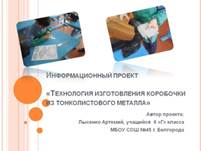 Информационный проект
«Технология изготовления коробочки
из тонколистового металла»
Автор проекта:
Лысенко Артемий, учащийся 6 «Г» класса
МБОУ СОШ №45 г. Белгорода